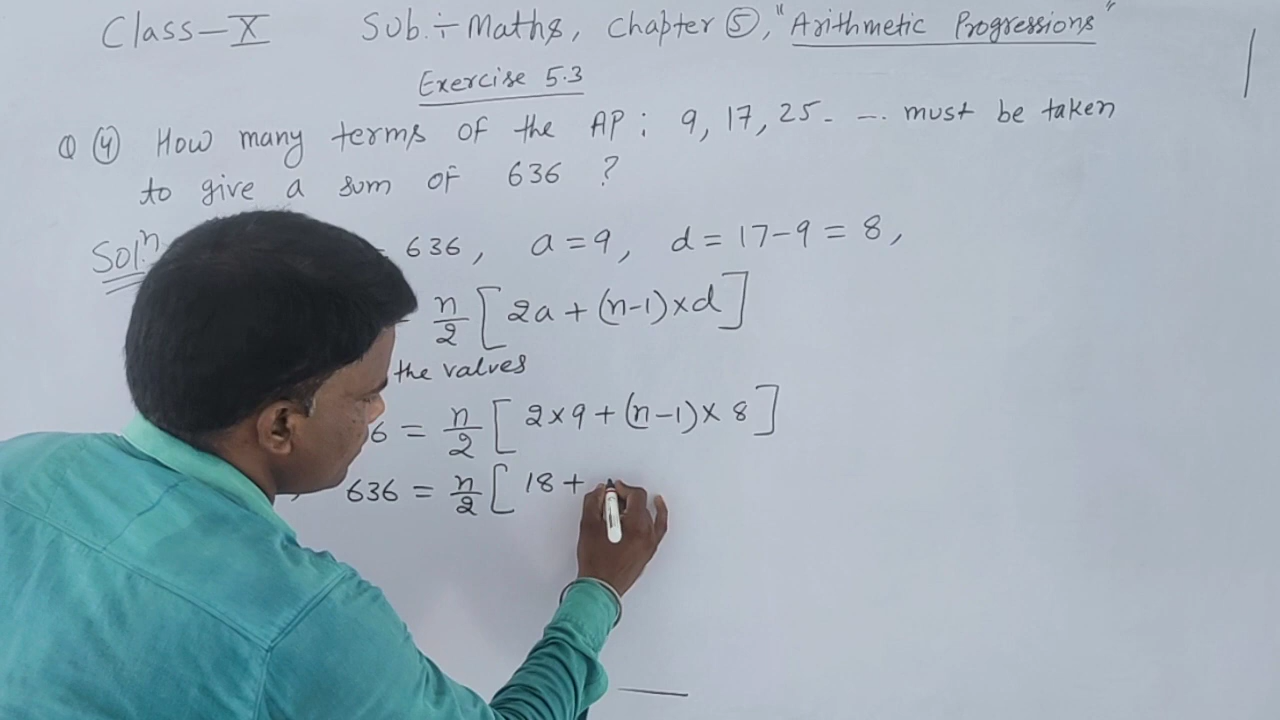 Class-X Sub.÷Maths, Chapter ⑤, "Arithmetic Progressions"
Exercise 5.3
Q ④ How many terms of the AP : 9, 17, 25 - -.. must be taken
to give a sum of 636 ?
Sol.ⁿ = 636, a = 9, d = 17-9 = 8,
= n/2 [2a + (n-1)×d]
the values
6 = n/2 [2×9 + (n-1)× 8]
636 = n/2 [18 +